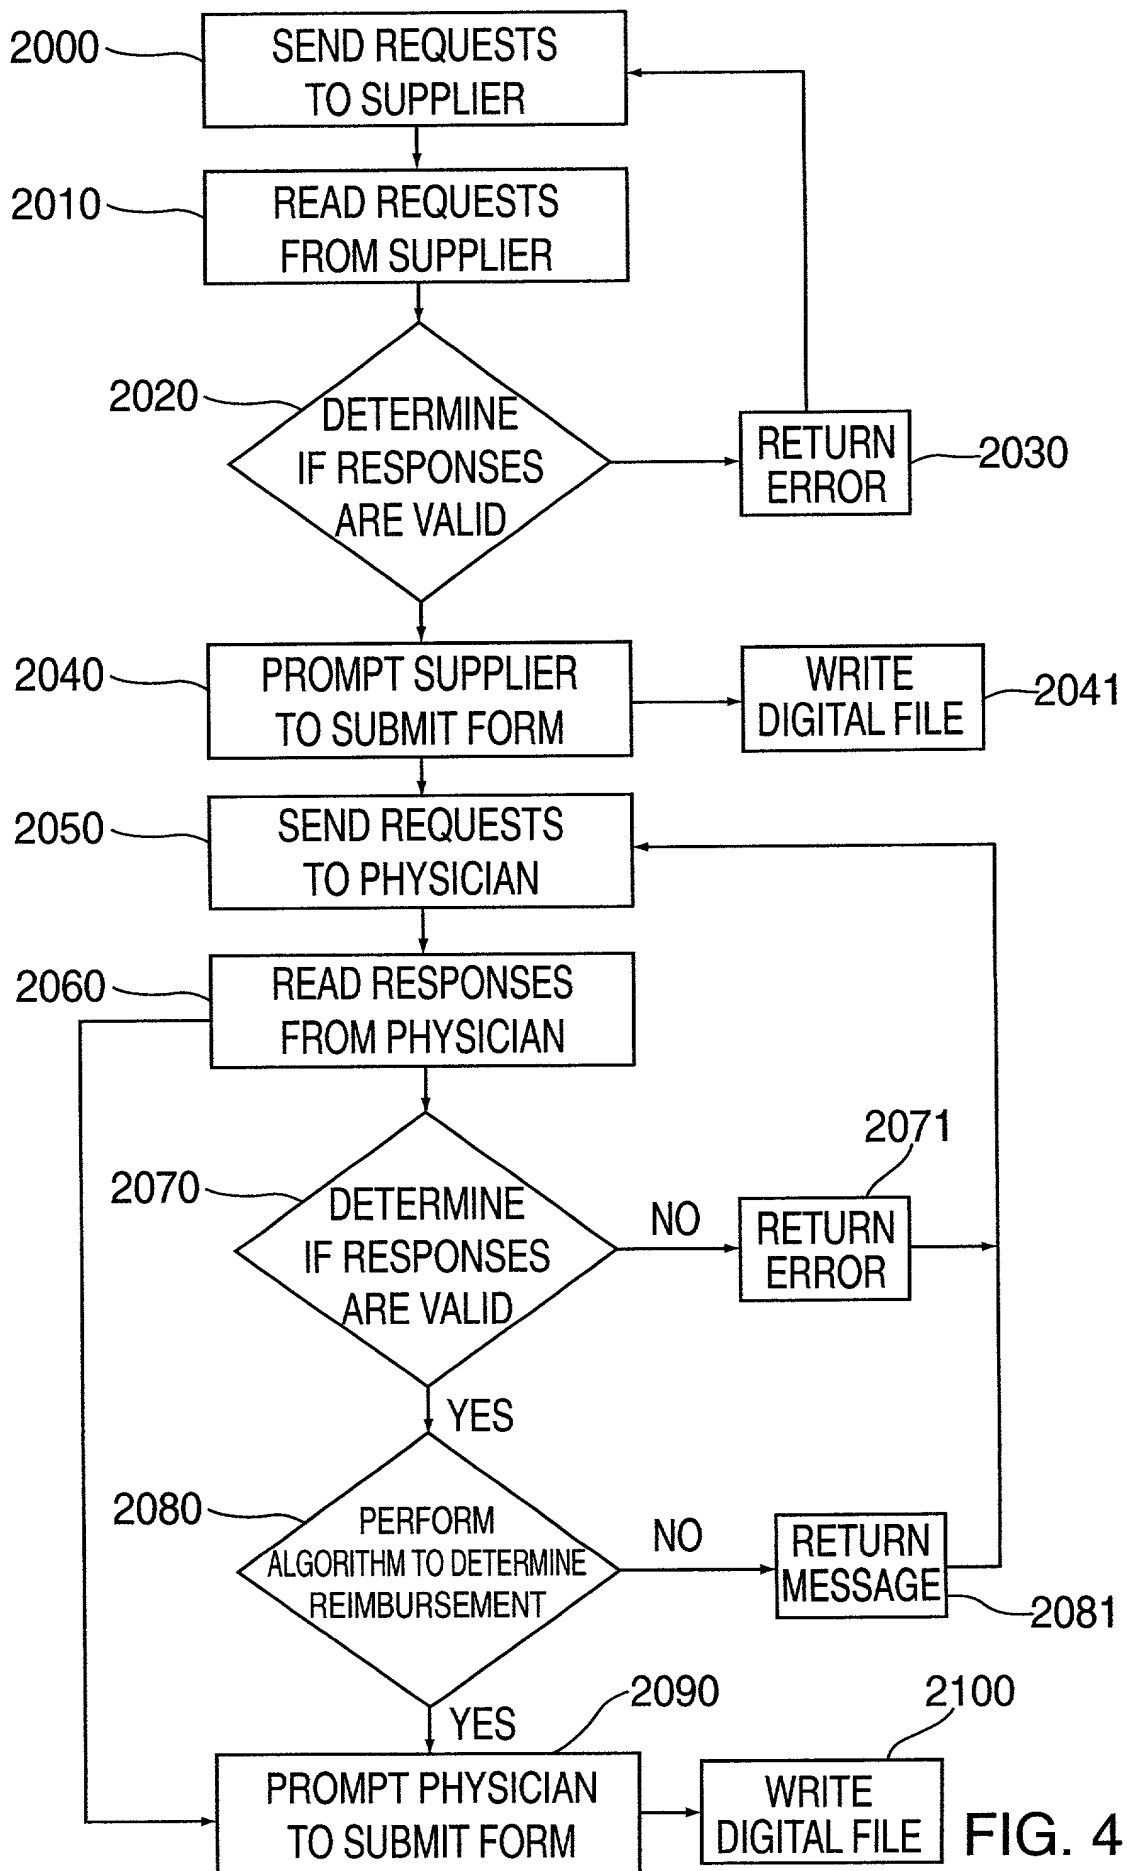 2000
SEND REQUESTS
TO SUPPLIER
2010
READ REQUESTS
FROM SUPPLIER
2020
DETERMINE
IF RESPONSES
ARE VALID
RETURN
ERROR
2030
2040
PROMPT SUPPLIER
TO SUBMIT FORM
WRITE
DIGITAL FILE
2041
2050
SEND REQUESTS
TO PHYSICIAN
2060
READ RESPONSES
FROM PHYSICIAN
2070
DETERMINE
IF RESPONSES
ARE VALID
NO
2071
RETURN
ERROR
YES
2080
PERFORM
ALGORITHM TO DETERMINE
REIMBURSEMENT
NO
RETURN
MESSAGE
2081
YES
2090
PROMPT PHYSICIAN
TO SUBMIT FORM
2100
WRITE
DIGITAL FILE
FIG. 4